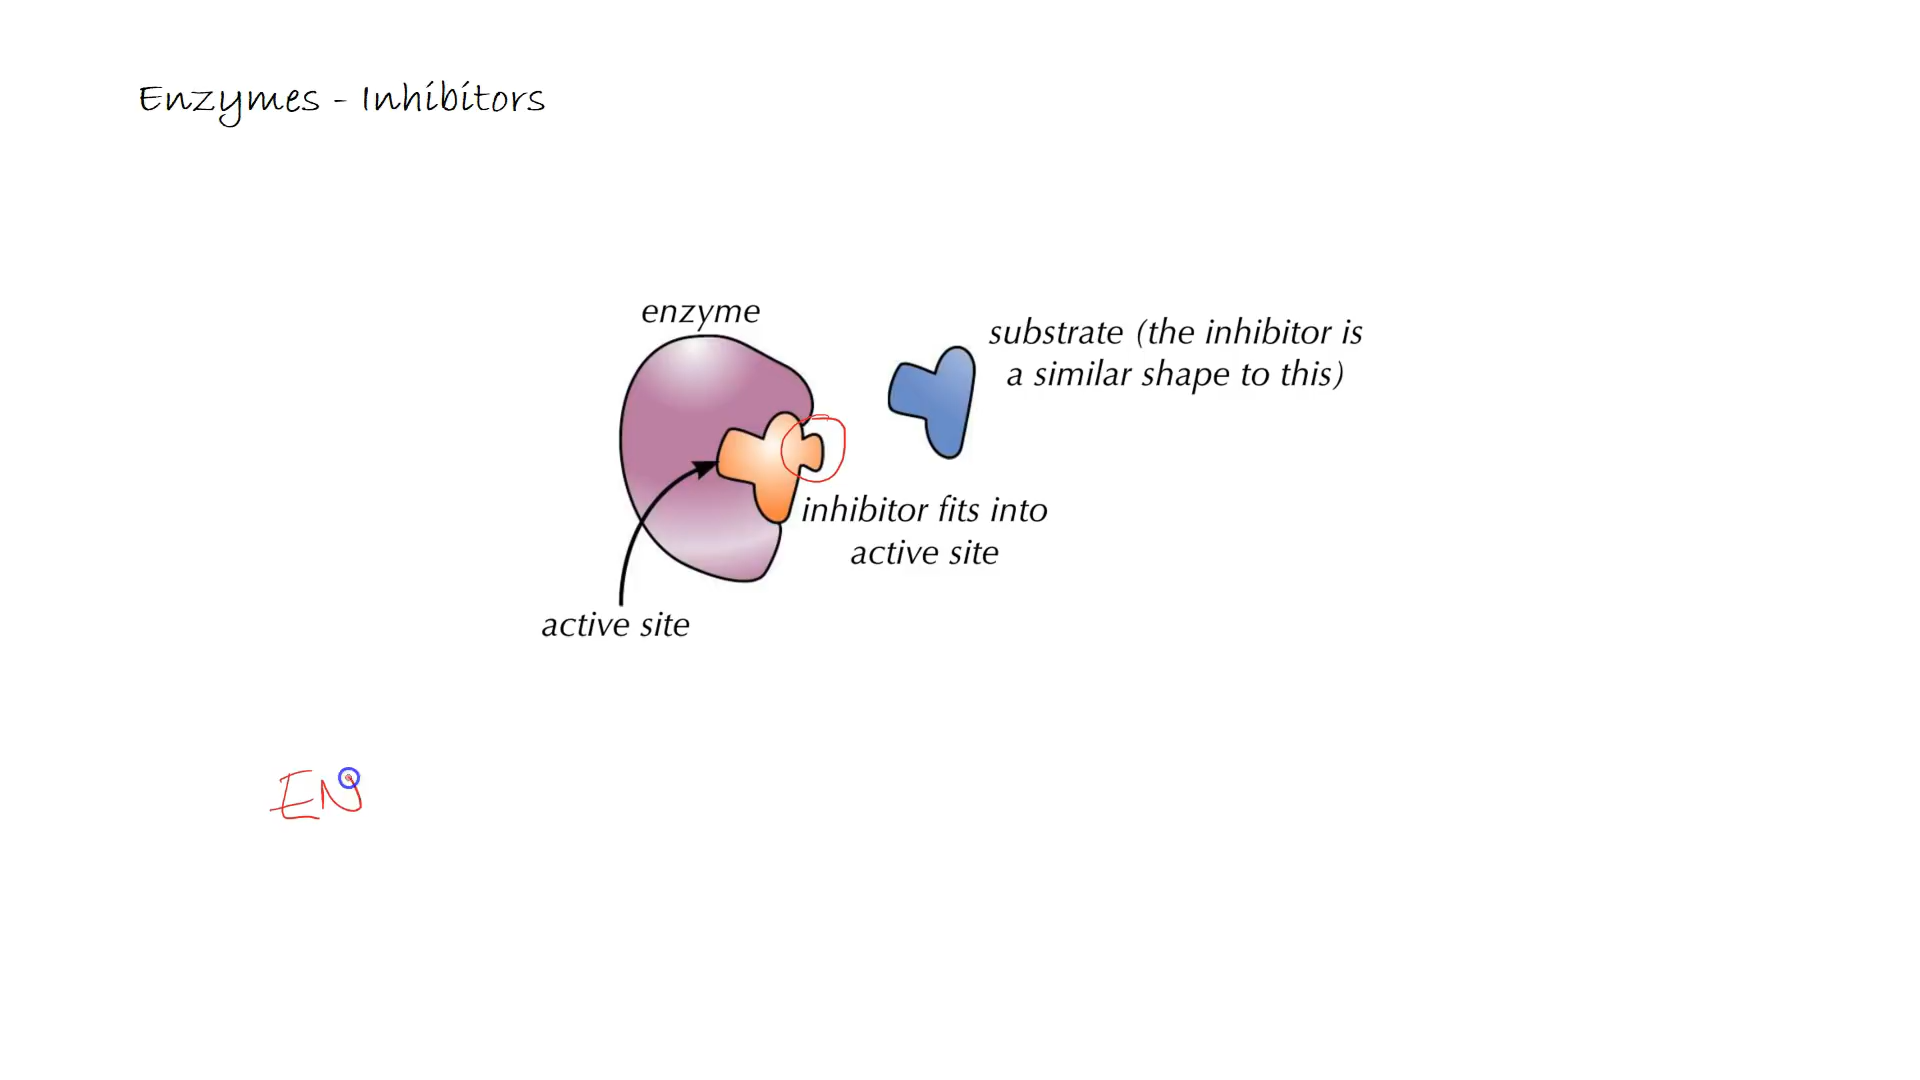 Enzymes - Inhibitors
enzyme
substrate (the inhibitor is
a similar shape to this)
inhibitor fits into
active site
active site
EN